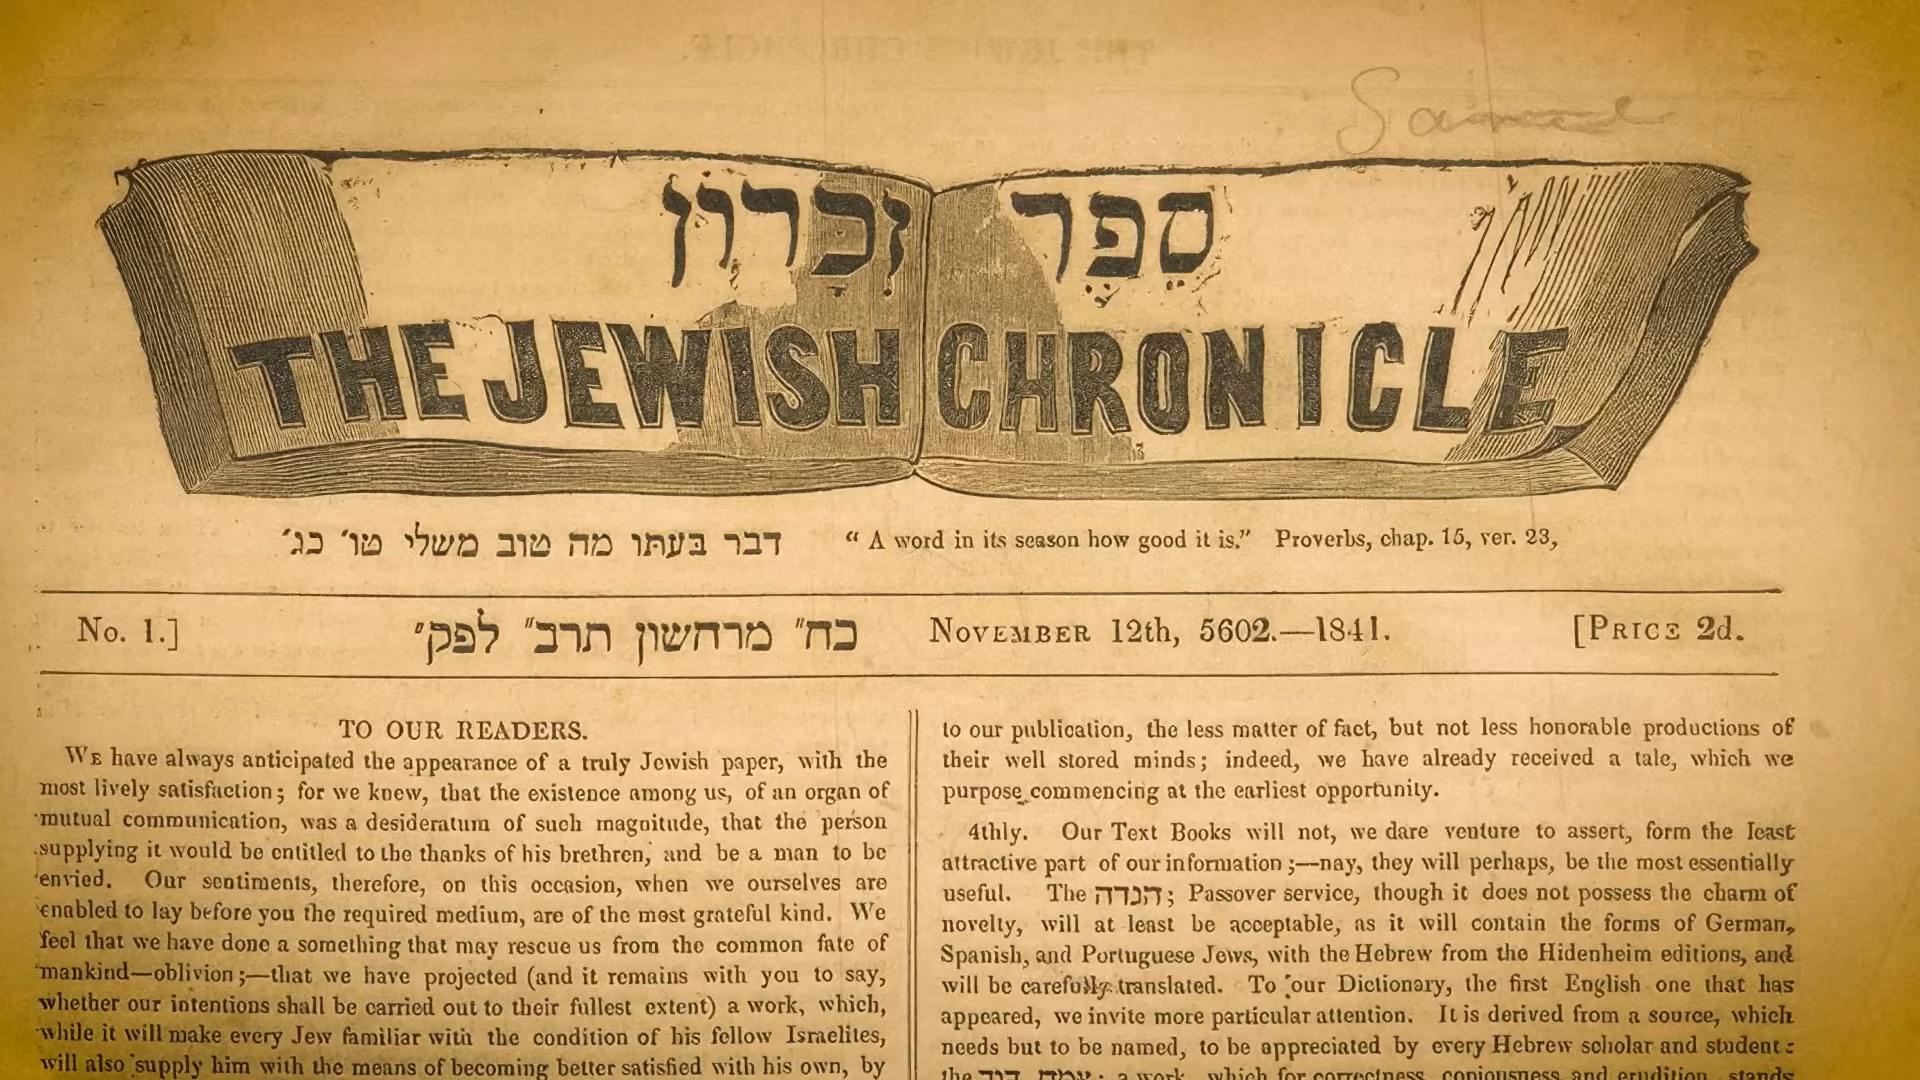 Samuel
סֵפֶר זִכָּרוֹן
THE JEWISH CHRONICLE
דבר בעתו מה טוב משלי טו׳ כג׳ “ A word in its season how good it is.” Proverbs, chap. 15, ver. 23,
No. 1.] כח״ מרחשון תרב״ לפק״ NOVEMBER 12th, 5602.—1841. [PRICE 2d.
TO OUR READERS.
WE have always anticipated the appearance of a truly Jewish paper, with the
most lively satisfaction; for we knew, that the existence among us, of an organ of
mutual communication, was a desideratum of such magnitude, that the person
supplying it would be entitled to the thanks of his brethren, and be a man to be
envied. Our sentiments, therefore, on this occasion, when we ourselves are
enabled to lay before you the required medium, are of the most grateful kind. We
feel that we have done a something that may rescue us from the common fate of
mankind—oblivion;—that we have projected (and it remains with you to say,
whether our intentions shall be carried out to their fullest extent) a work, which,
while it will make every Jew familiar with the condition of his fellow Israelites,
will also supply him with the means of becoming better satisfied with his own, by
to our publication, the less matter of fact, but not less honorable productions of
their well stored minds; indeed, we have already received a tale, which we
purpose commencing at the earliest opportunity.
4thly. Our Text Books will not, we dare venture to assert, form the least
attractive part of our information;—nay, they will perhaps, be the most essentially
useful. The הגדה; Passover service, though it does not possess the charm of
novelty, will at least be acceptable, as it will contain the forms of German,
Spanish, and Portuguese Jews, with the Hebrew from the Hidenheim editions, and
will be carefully translated. To our Dictionary, the first English one that has
appeared, we invite more particular attention. It is derived from a source, which
needs but to be named, to be appreciated by every Hebrew scholar and student:
the צמח דוד; a work, which for correctness, copiousness and erudition, stands